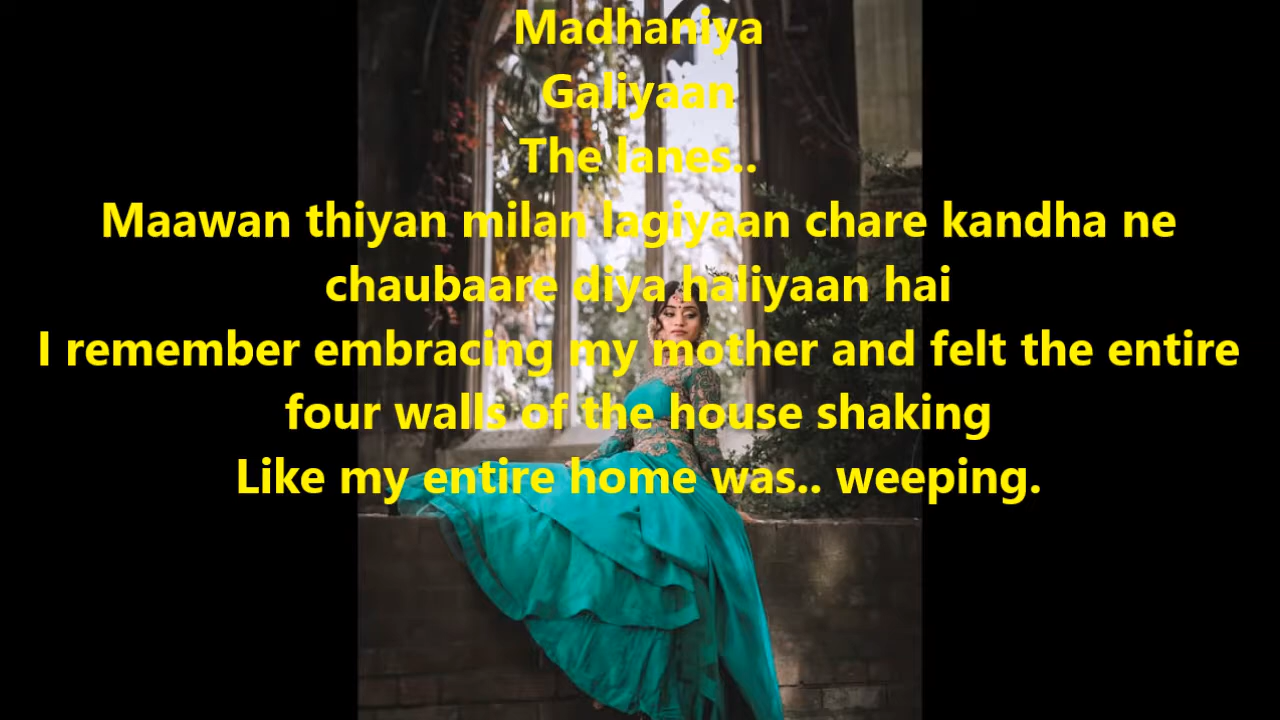 Madhaniya
Galiyaan
The lanes..
Maawan thiyan milan lagiyaan chare kandha ne
chaubaare diya haliyaan hai
I remember embracing my mother and felt the entire
four walls of the house shaking
Like my entire home was.. weeping.